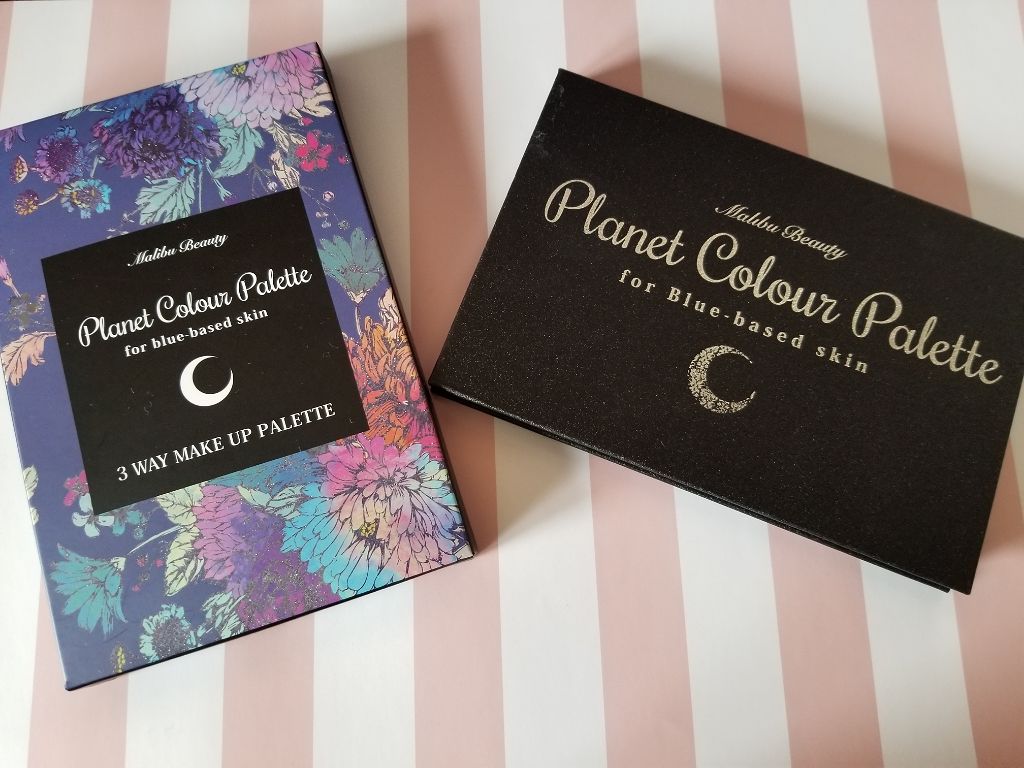 Malibu Beauty
Planet Colour Palette
for blue-based skin
3 WAY MAKE UP PALETTE
Malibu Beauty
Planet Colour Palette
for Blue-based skin